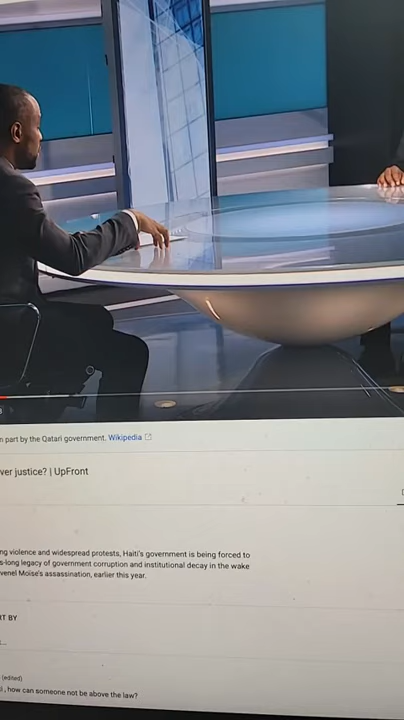 n part by the Qatari government. Wikipedia
ver justice? | UpFront
ng violence and widespread protests, Haiti's government is being forced to
s-long legacy of government corruption and institutional decay in the wake
venel Moïse's assassination, earlier this year.
RT BY
(edited)
, how can someone not be above the law?